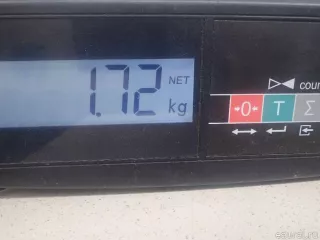 1.72 NET kg
coun
→0← T Σ